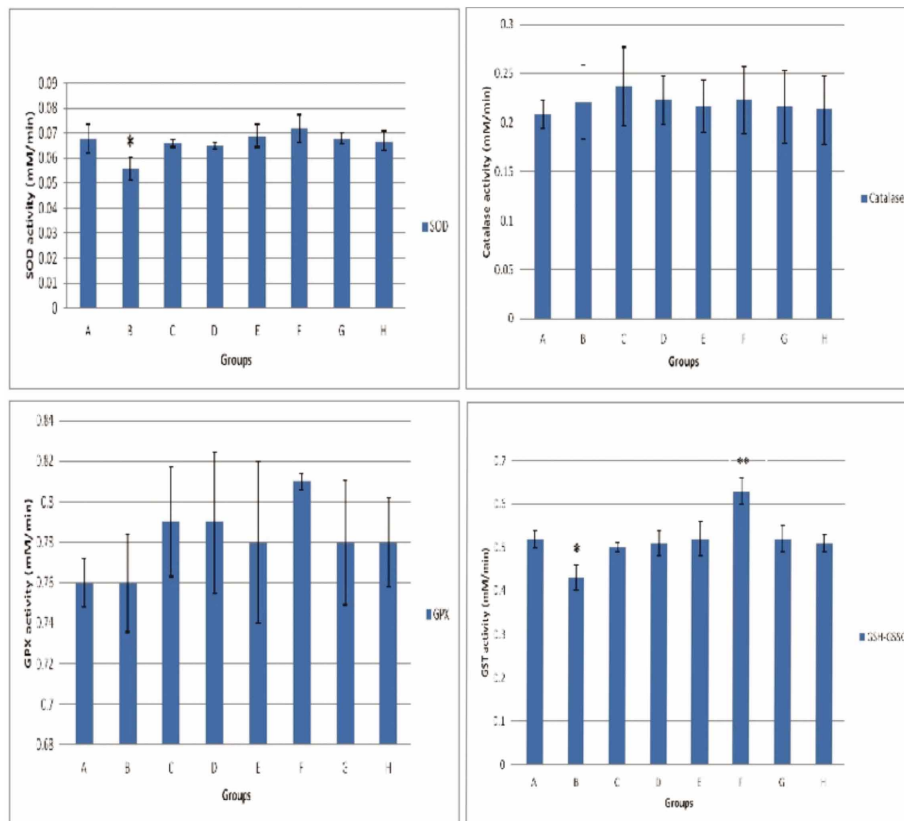 SOD activity (mM/min)
0.09
0.08
0.07
0.06
0.05
0.04
0.03
0.02
0.01
0
*
A B C D E F G H
Groups
SOD
Catalase activity (mM/min)
0.3
0.25
0.2
0.15
0.1
0.05
0
A B C D E F G H
Groups
Catalase
GPX activity (mM/min)
0.84
0.82
0.8
0.78
0.76
0.74
0.72
0.7
0.68
A B C D E F G H
Groups
GPX
GST activity (mM/min)
0.7
0.6
0.5
0.4
0.3
0.2
0.1
0
*
**
A B C D E F G H
Groups
GSH-GSSG